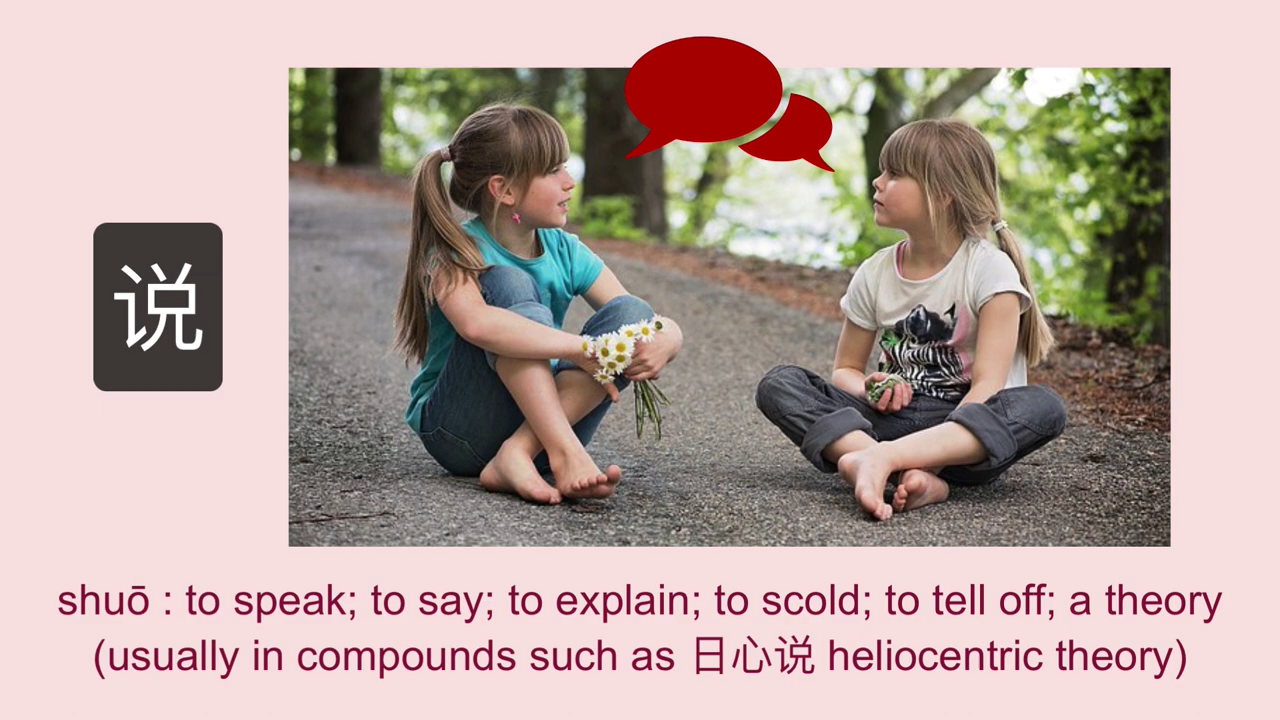 说
shuō : to speak; to say; to explain; to scold; to tell off; a theory
(usually in compounds such as 日心说 heliocentric theory)